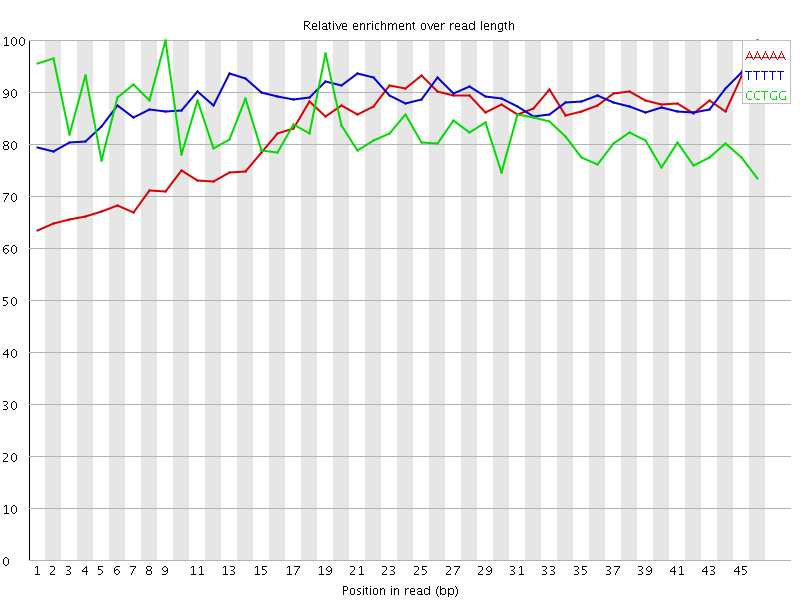 Relative enrichment over read length
100
90
80
70
60
50
40
30
20
10
0
AAAAA
TTTTT
CCTGG
1 2 3 4 5 6 7 8 9 11 13 15 17 19 21 23 25 27 29 31 33 35 37 39 41 43 45
Position in read (bp)